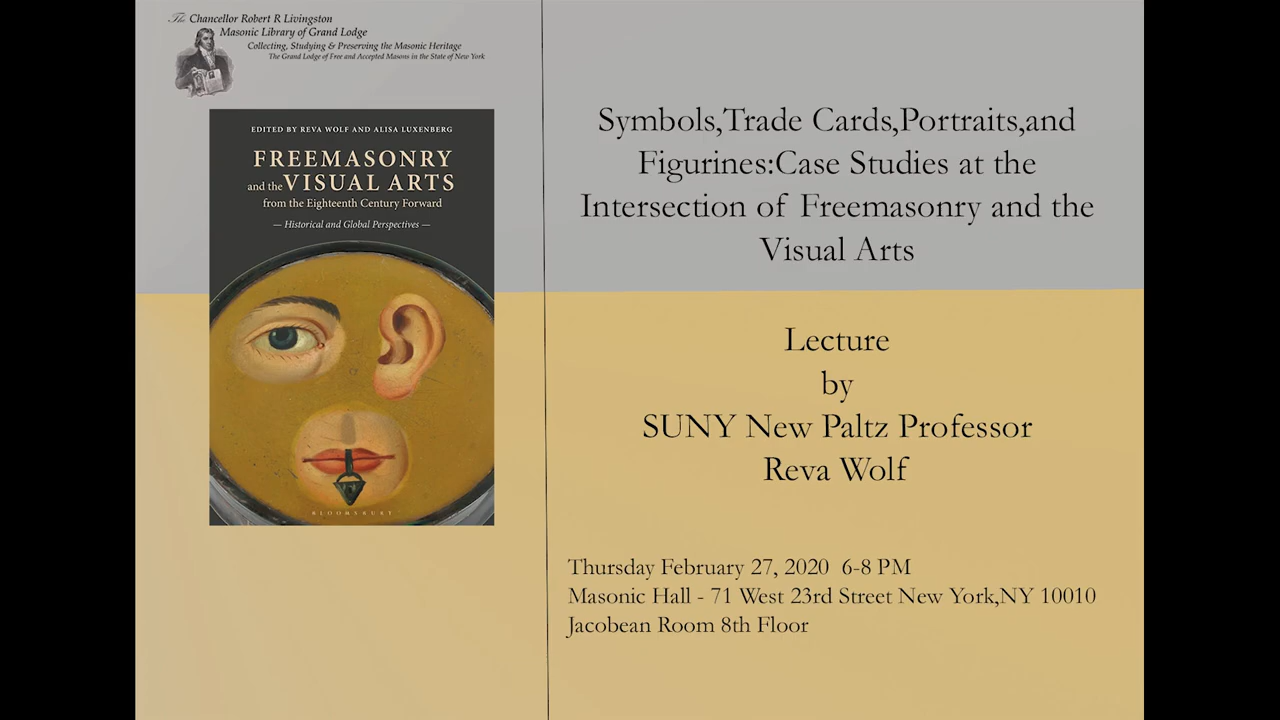 The Chancellor Robert R Livingston
Masonic Library of Grand Lodge
Collecting, Studying & Preserving the Masonic Heritage
The Grand Lodge of Free and Accepted Masons in the State of New York
EDITED BY REVA WOLF AND ALISA LUXENBERG
FREEMASONRY
and the VISUAL ARTS
from the Eighteenth Century Forward
— Historical and Global Perspectives —
BLOOMSBURY
Symbols,Trade Cards,Portraits,and
Figurines:Case Studies at the
Intersection of Freemasonry and the
Visual Arts
Lecture
by
SUNY New Paltz Professor
Reva Wolf
Thursday February 27, 2020 6-8 PM
Masonic Hall - 71 West 23rd Street New York,NY 10010
Jacobean Room 8th Floor